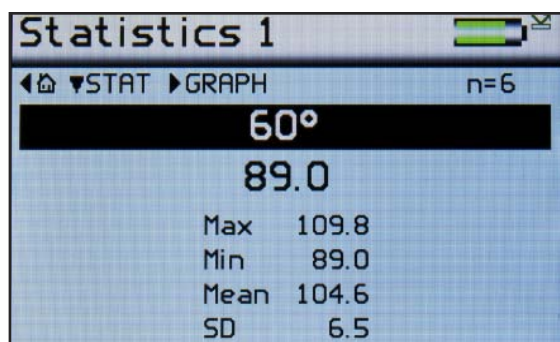 Statistics 1
STAT GRAPH n=6
60°
89.0
Max 109.8
Min 89.0
Mean 104.6
SD 6.5